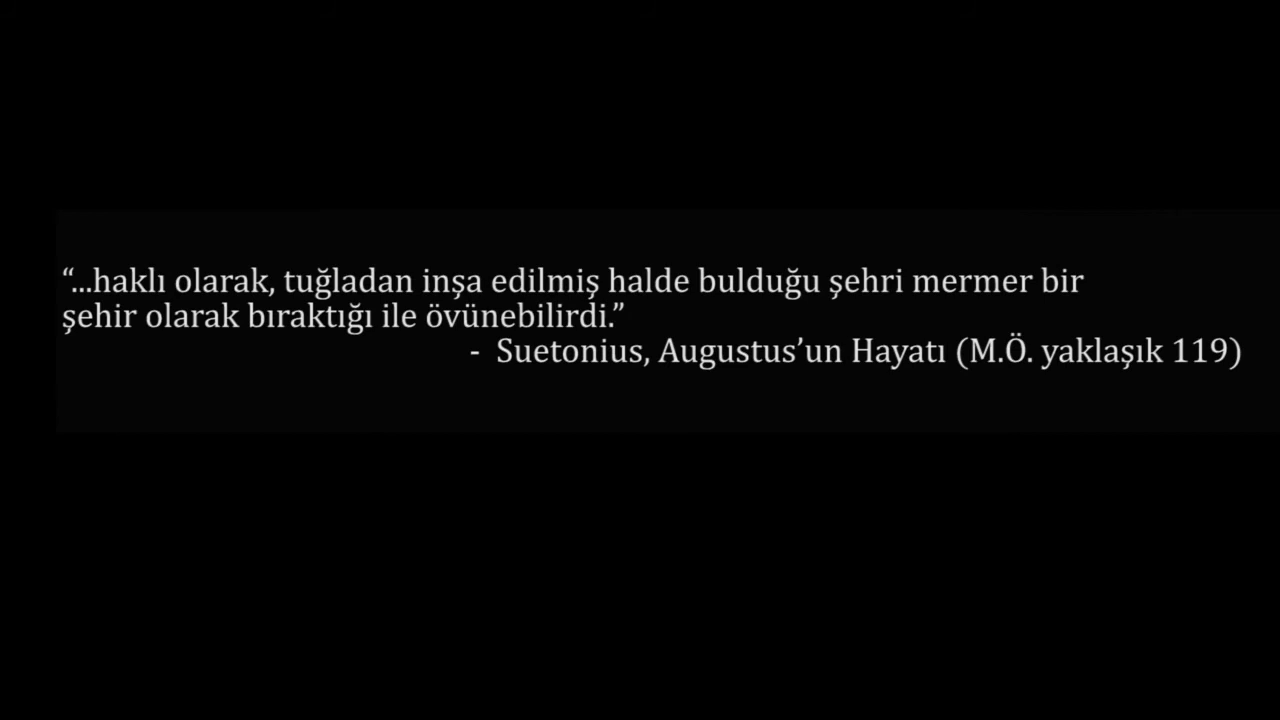 “...haklı olarak, tuğladan inşa edilmiş halde bulduğu şehri mermer bir
şehir olarak bıraktığı ile övünebilirdi.”
- Suetonius, Augustus’un Hayatı (M.Ö. yaklaşık 119)